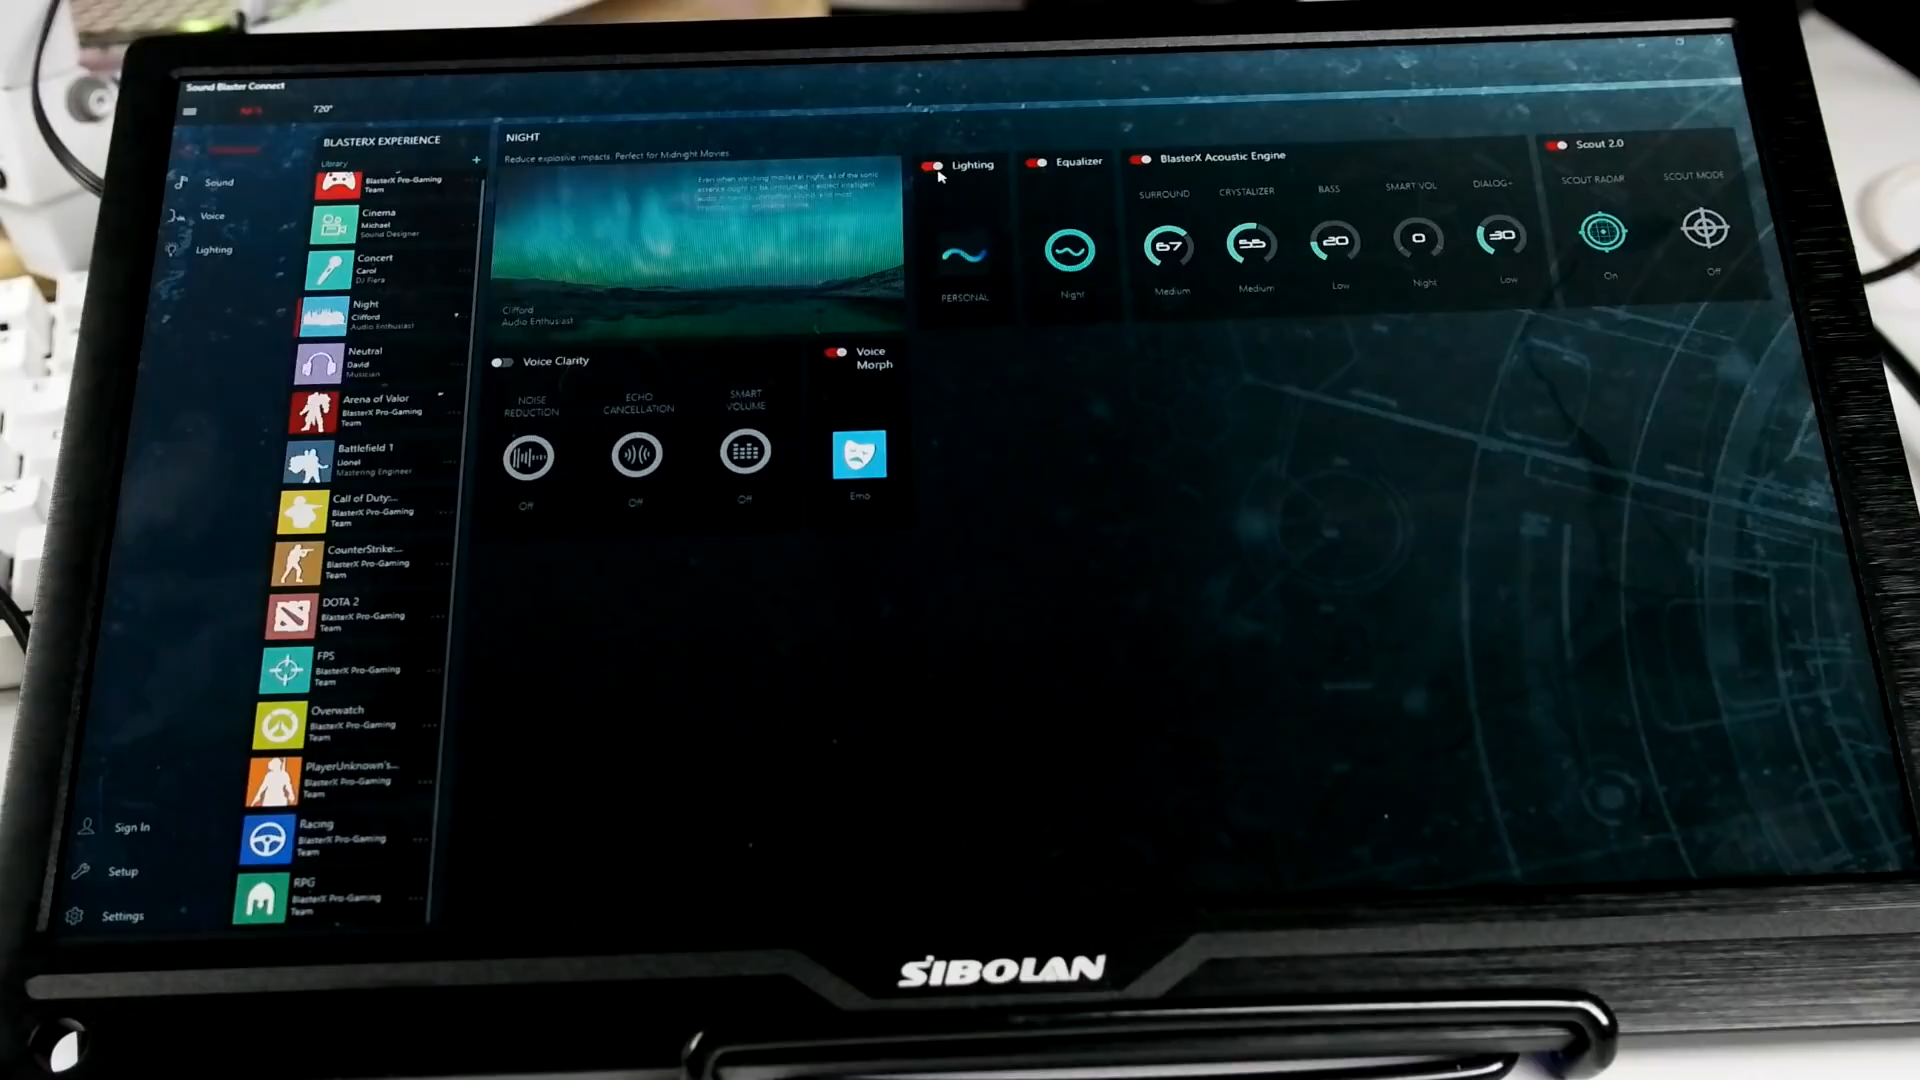 Sound Blaster Connect
720°
BLASTERX EXPERIENCE
Library
+
Sound
Voice
Lighting
Sign In
Setup
Settings
BlasterX Pro-Gaming
Team
Cinema
Michael
Sound Designer
Concert
Carol
Night
Clifford
Audio Enthusiast
Neutral
David
Musician
Arena of Valor
BlasterX Pro-Gaming
Team
Battlefield 1
Lionel
Mastering Engineer
Call of Duty:...
BlasterX Pro-Gaming
Team
CounterStrike:...
BlasterX Pro-Gaming
Team
DOTA 2
BlasterX Pro-Gaming
Team
FPS
BlasterX Pro-Gaming
Team
Overwatch
BlasterX Pro-Gaming
Team
PlayerUnknown's...
BlasterX Pro-Gaming
Team
Racing
BlasterX Pro-Gaming
Team
RPG
BlasterX Pro-Gaming
Team
NIGHT
Reduce explosive impacts. Perfect for Midnight Movies.
Clifford
Audio Enthusiast
Lighting
PERSONAL
Equalizer
Night
BlasterX Acoustic Engine
SURROUND
CRYSTALIZER
BASS
SMART VOL
DIALOG+
67
55
20
0
30
Medium
Medium
Low
Night
Low
Scout 2.0
SCOUT RADAR
SCOUT MODE
On
Off
Voice Clarity
NOISE
REDUCTION
ECHO
CANCELLATION
SMART
VOLUME
Off
Off
Off
Voice
Morph
Emo
SIBOLAN